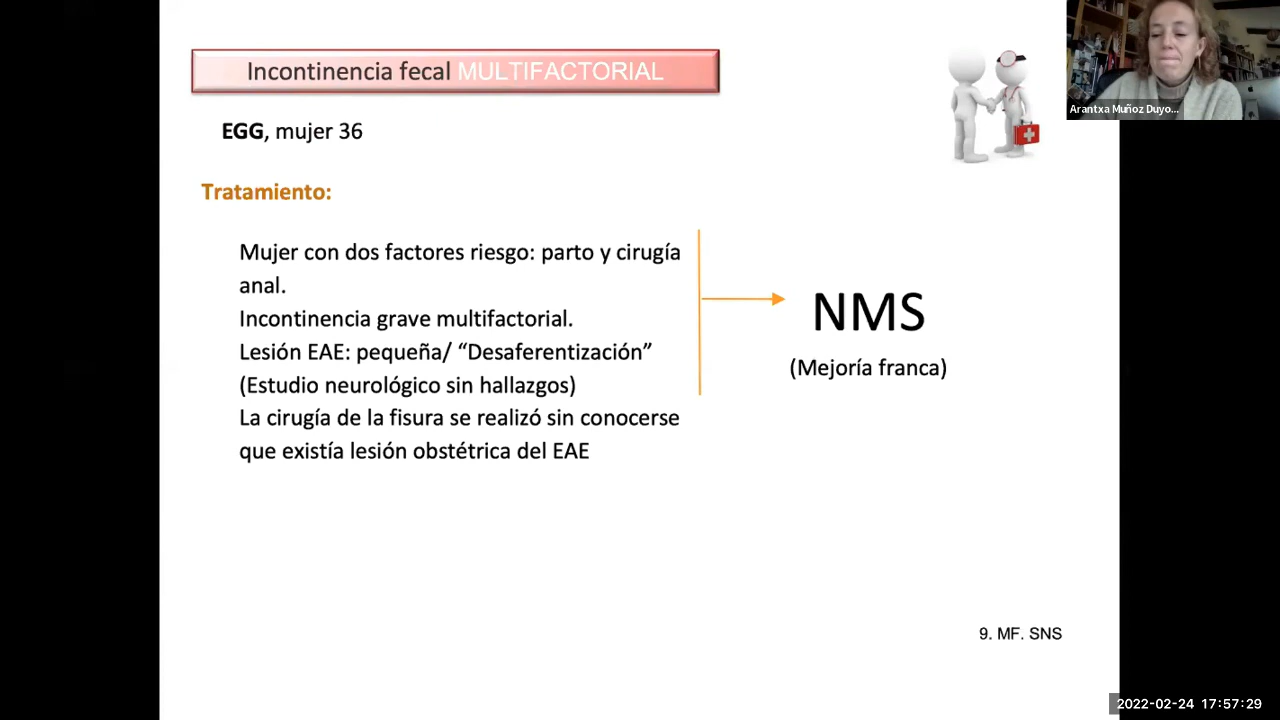 Incontinencia fecal MULTIFACTORIAL
Arantxa Muñoz Duyo...
EGG, mujer 36
Tratamiento:
Mujer con dos factores riesgo: parto y cirugía
anal.
Incontinencia grave multifactorial.
Lesión EAE: pequeña/ “Desaferentización”
(Estudio neurológico sin hallazgos)
La cirugía de la fisura se realizó sin conocerse
que existía lesión obstétrica del EAE
NMS
(Mejoría franca)
9. MF. SNS
2022-02-24 17:57:29